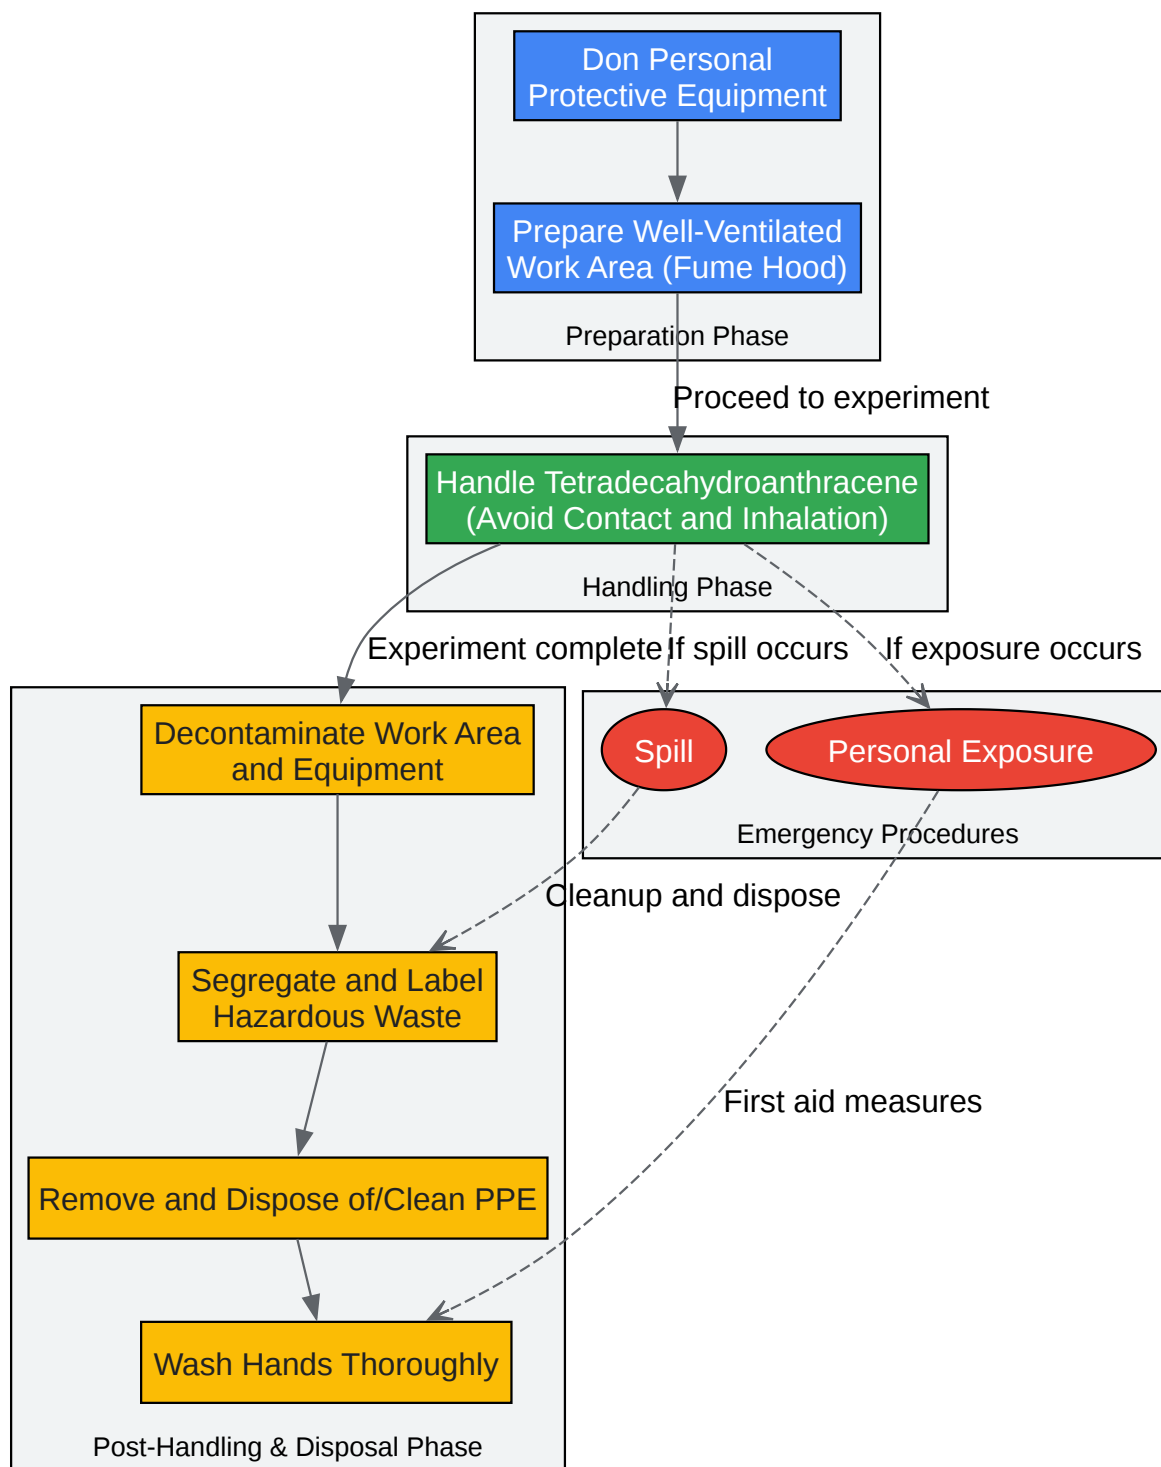 Don Personal
Protective Equipment
Prepare Well-Ventilated
Work Area (Fume Hood)
Preparation Phase
Proceed to experiment
Handle Tetradecahydroanthracene
(Avoid Contact and Inhalation)
Handling Phase
Experiment complete
If spill occurs
If exposure occurs
Decontaminate Work Area
and Equipment
Spill
Personal Exposure
Emergency Procedures
Cleanup and dispose
Segregate and Label
Hazardous Waste
First aid measures
Remove and Dispose of/Clean PPE
Wash Hands Thoroughly
Post-Handling & Disposal Phase